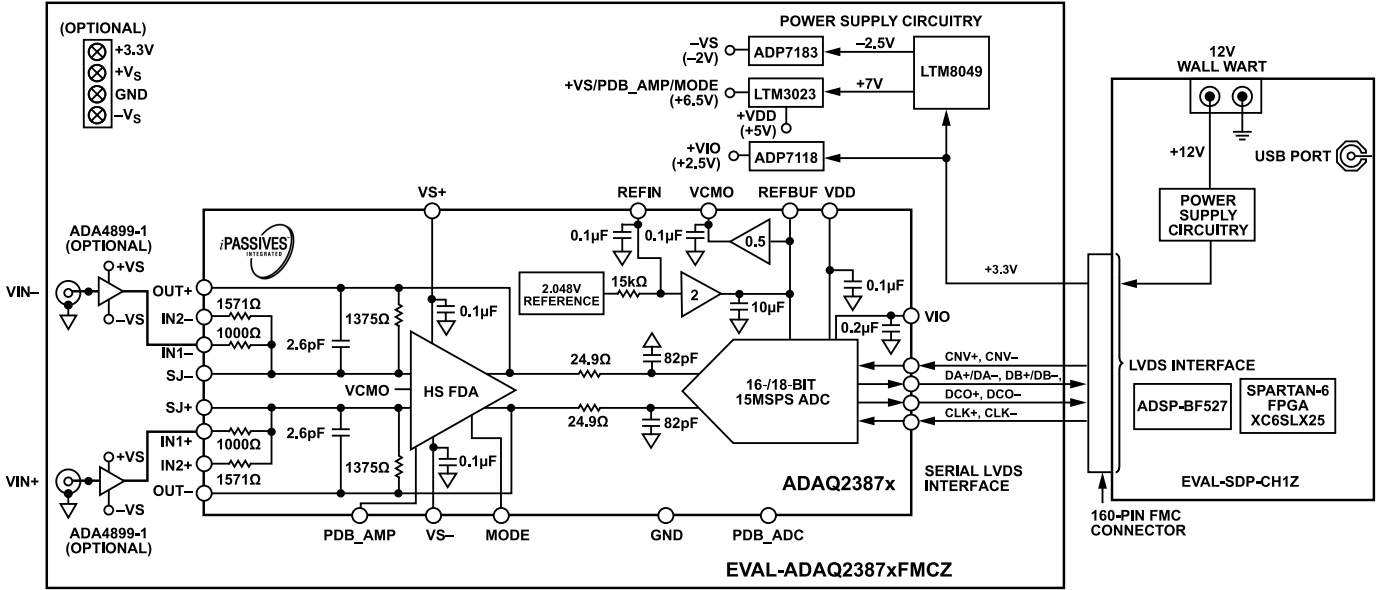 (OPTIONAL)
+3.3V
+VS
GND
–VS
POWER SUPPLY CIRCUITRY
–VS
(–2V)
ADP7183
–2.5V
LTM8049
+VS/PDB_AMP/MODE
(+6.5V)
LTM3023
+7V
+VDD
(+5V)
+VIO
(+2.5V)
ADP7118
12V
WALL WART
+12V
USB PORT
POWER
SUPPLY
CIRCUITRY
+3.3V
VS+
REFIN
VCMO
REFBUF
VDD
iPASSIVES
INTEGRATED
0.1µF
0.1µF
0.5
2.048V
REFERENCE
15kΩ
2
10µF
0.1µF
VIO
0.2µF
ADA4899-1
(OPTIONAL)
+VS
VIN–
–VS
OUT+
1571Ω
IN2–
1000Ω
IN1–
SJ–
2.6pF
1375Ω
0.1µF
VCMO
HS FDA
24.9Ω
82pF
24.9Ω
82pF
16-/18-BIT
15MSPS ADC
CNV+, CNV–
DA+/DA–, DB+/DB–,
DCO+, DCO–
CLK+, CLK–
SJ+
IN1+
1000Ω
IN2+
1571Ω
OUT–
2.6pF
1375Ω
0.1µF
+VS
VIN+
–VS
ADA4899-1
(OPTIONAL)
ADAQ2387x
SERIAL LVDS
INTERFACE
PDB_AMP
VS–
MODE
GND
PDB_ADC
EVAL-ADAQ2387xFMCZ
LVDS INTERFACE
ADSP-BF527
SPARTAN-6
FPGA
XC6SLX25
EVAL-SDP-CH1Z
160-PIN FMC
CONNECTOR